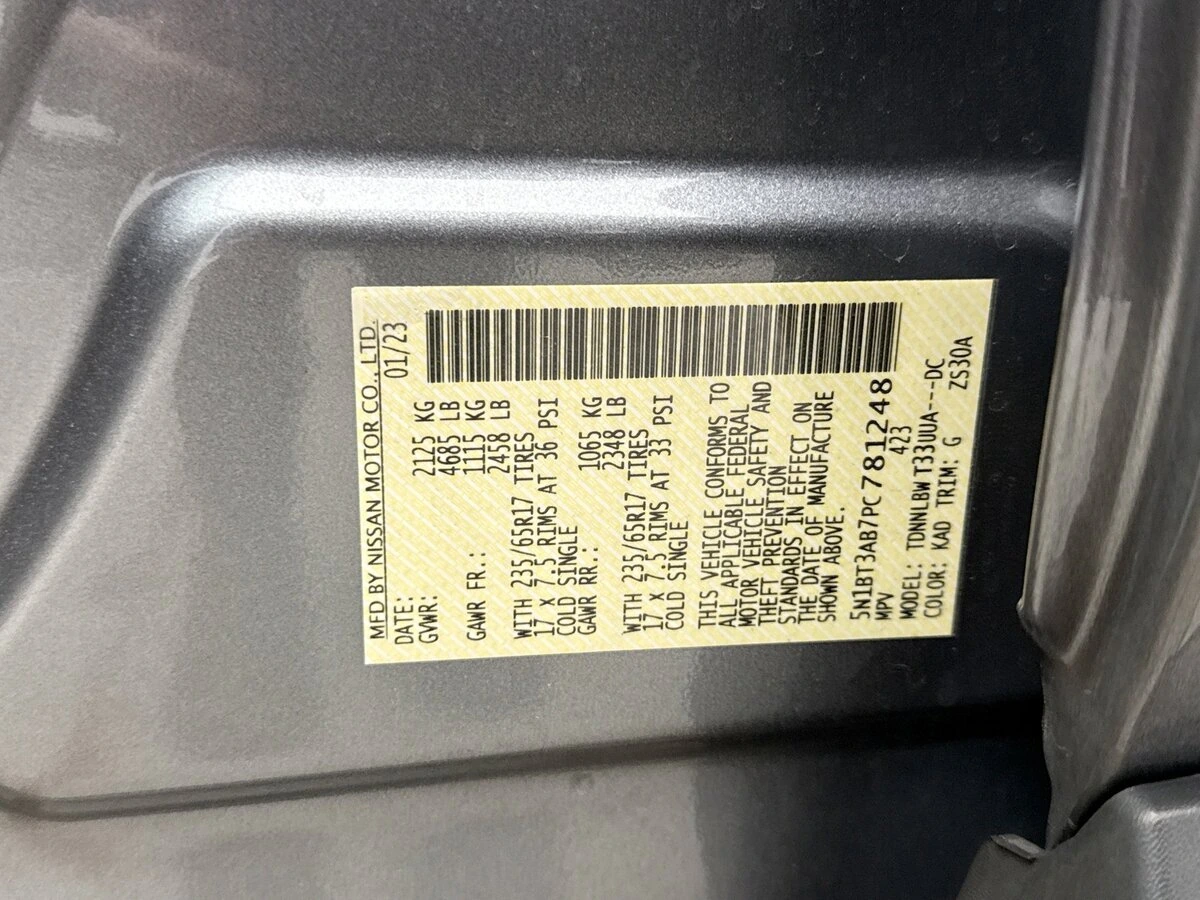 MFD BY NISSAN MOTOR CO., LTD.
DATE: 01/23
GVWR: 2125 KG
4685 LB
GAWR FR.: 1115 KG
2458 LB
WITH 235/65R17 TIRES
17 X 7.5 RIMS AT 36 PSI
COLD SINGLE
GAWR RR.: 1065 KG
2348 LB
WITH 235/65R17 TIRES
17 X 7.5 RIMS AT 33 PSI
COLD SINGLE
THIS VEHICLE CONFORMS TO
ALL APPLICABLE FEDERAL
MOTOR VEHICLE SAFETY AND
THEFT PREVENTION
STANDARDS IN EFFECT ON
THE DATE OF MANUFACTURE
SHOWN ABOVE.
5N1BT3AB7PC781248
MPV 423
MODEL: TDNNLBW T33UUA---DC
COLOR: KAD TRIM: G ZS30A